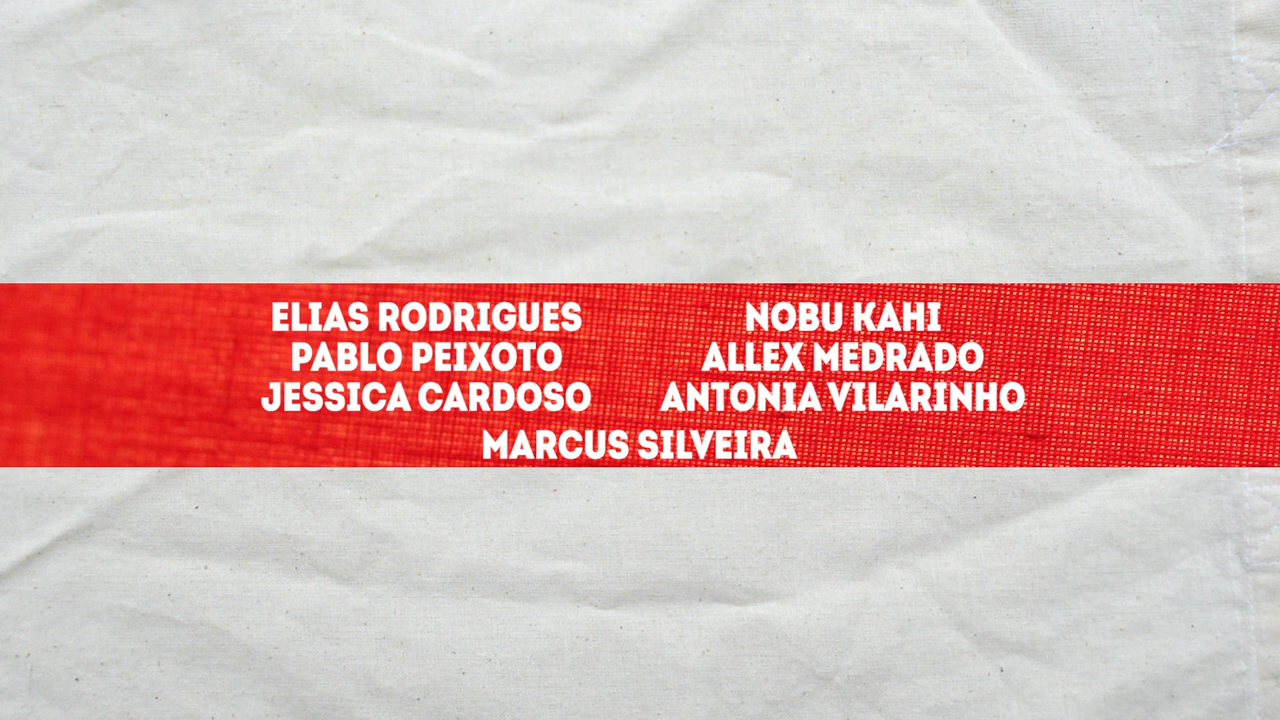 ELIAS RODRIGUES
NOBU KAHI
PABLO PEIXOTO
ALLEX MEDRADO
JESSICA CARDOSO
ANTONIA VILARINHO
MARCUS SILVEIRA